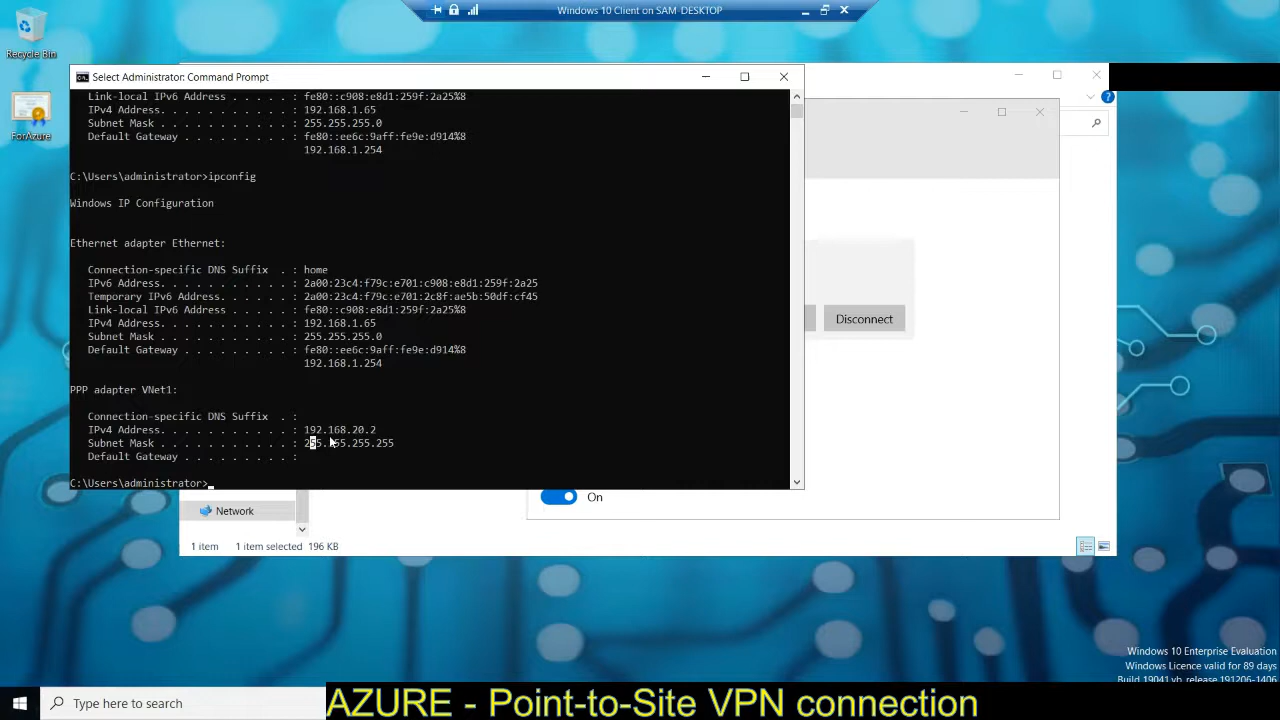 Windows 10 Client on SAM-DESKTOP
Recycle Bin
ForAzure
Select Administrator: Command Prompt
Link-local IPv6 Address . . . . . : fe80::c908:e8d1:259f:2a25%8
IPv4 Address. . . . . . . . . . . : 192.168.1.65
Subnet Mask . . . . . . . . . . . : 255.255.255.0
Default Gateway . . . . . . . . . : fe80::ee6c:9aff:fe9e:d914%8
192.168.1.254
C:\Users\administrator>ipconfig
Windows IP Configuration
Ethernet adapter Ethernet:
Connection-specific DNS Suffix . : home
IPv6 Address. . . . . . . . . . . : 2a00:23c4:f79c:e701:c908:e8d1:259f:2a25
Temporary IPv6 Address. . . . . . : 2a00:23c4:f79c:e701:2c8f:ae5b:50df:cf45
Link-local IPv6 Address . . . . . : fe80::c908:e8d1:259f:2a25%8
IPv4 Address. . . . . . . . . . . : 192.168.1.65
Subnet Mask . . . . . . . . . . . : 255.255.255.0
Default Gateway . . . . . . . . . : fe80::ee6c:9aff:fe9e:d914%8
192.168.1.254
PPP adapter VNet1:
Connection-specific DNS Suffix . :
IPv4 Address. . . . . . . . . . . : 192.168.20.2
Subnet Mask . . . . . . . . . . . : 255.255.255.255
Default Gateway . . . . . . . . . :
C:\Users\administrator>
Disconnect
On
Network
1 item 1 item selected 196 KB
Windows 10 Enterprise Evaluation
Windows Licence valid for 89 days
Build 19041.vb_release.191206-1406
Type here to search
AZURE - Point-to-Site VPN connection